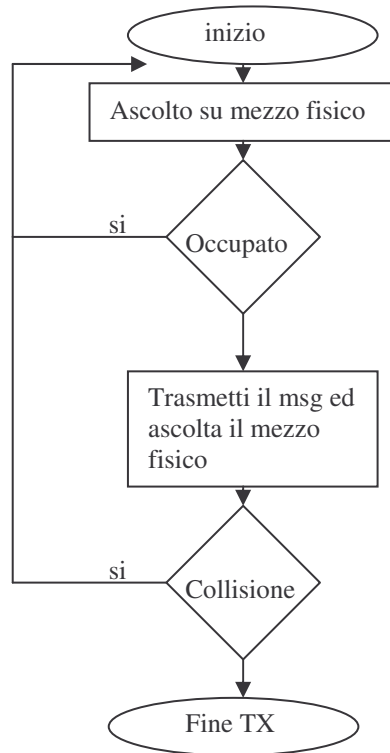 inizio
Ascolto su mezzo fisico
si
Occupato
Trasmetti il msg ed
ascolta il mezzo
fisico
si
Collisione
Fine TX